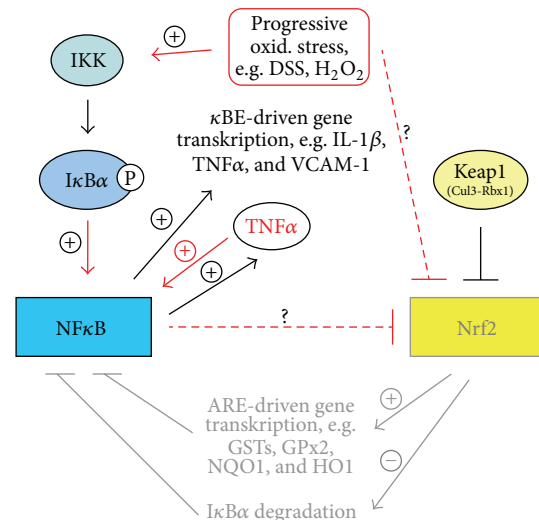 Progressive
oxid. stress,
e.g. DSS, H₂O₂
+
IKK
κBE-driven gene
transkription, e.g. IL-1β,
TNFα, and VCAM-1
?
Keap1
(Cul3-Rbx1)
IκBα
P
+
+
TNFα
+
+
NFκB
?
Nrf2
ARE-driven gene
transcription, e.g.
GSTs, GPx2,
NQO1, and HO1
+
−
IκBα degradation